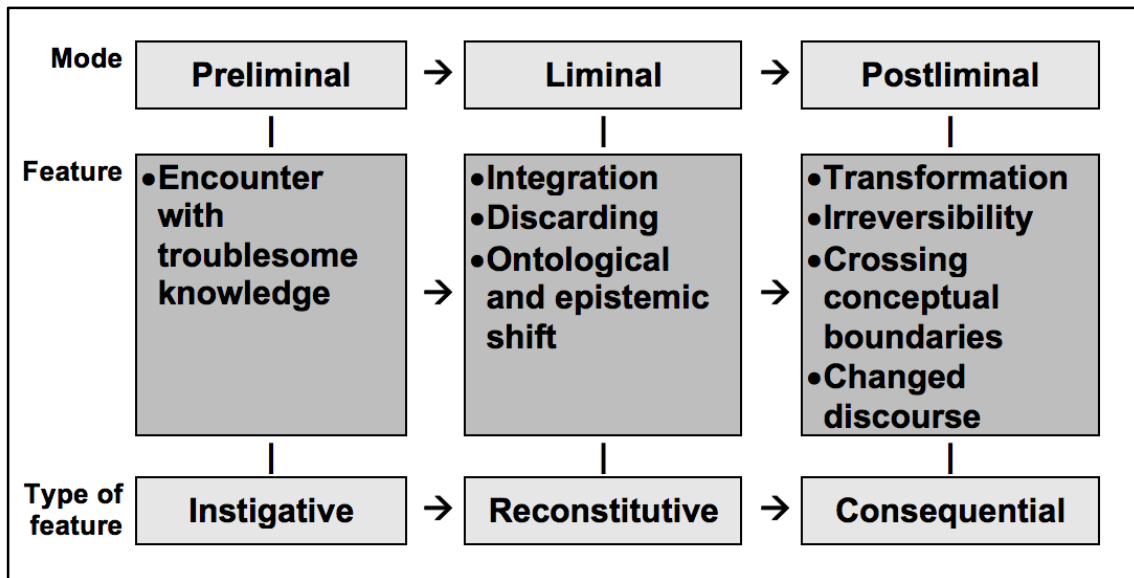 Mode
Preliminal → Liminal → Postliminal
Feature
•Encounter
with
troublesome
knowledge
→
•Integration
•Discarding
•Ontological
and epistemic
shift
→
•Transformation
•Irreversibility
•Crossing
conceptual
boundaries
•Changed
discourse
Type of
feature
Instigative → Reconstitutive → Consequential